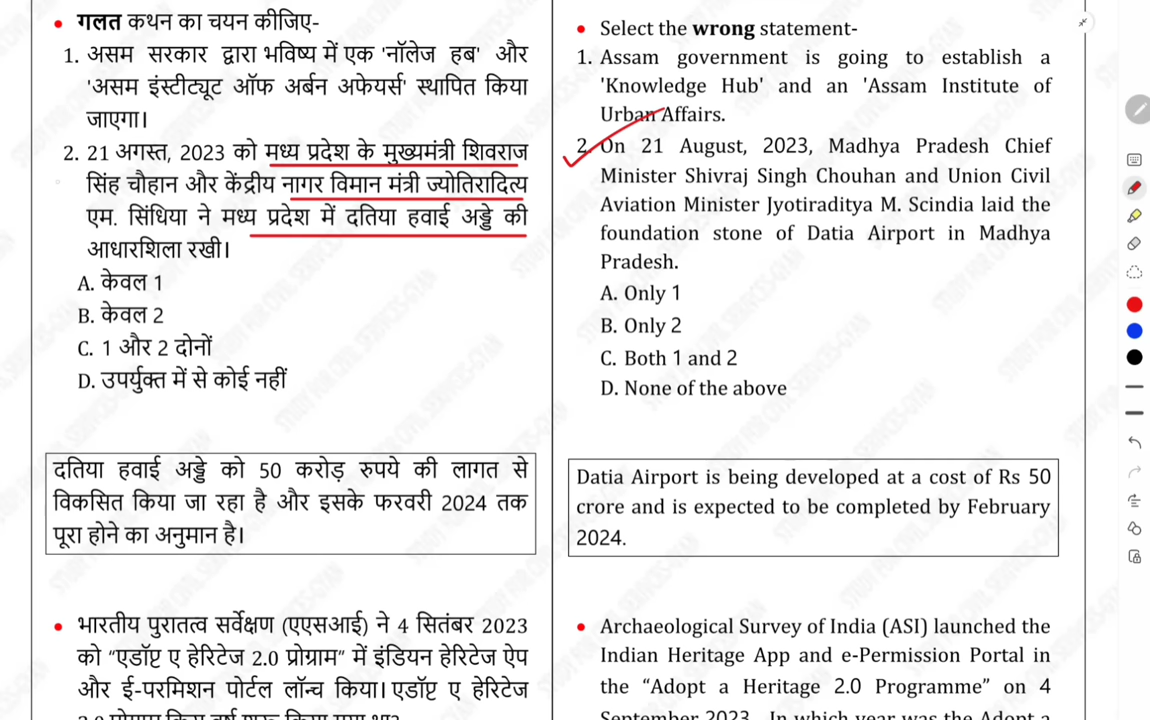 गलत कथन का चयन कीजिए-
1. असम सरकार द्वारा भविष्य में एक 'नॉलेज हब' और
'असम इंस्टीट्यूट ऑफ अर्बन अफेयर्स' स्थापित किया
जाएगा।
2. 21 अगस्त, 2023 को मध्य प्रदेश के मुख्यमंत्री शिवराज
सिंह चौहान और केंद्रीय नागर विमान मंत्री ज्योतिरादित्य
एम. सिंधिया ने मध्य प्रदेश में दतिया हवाई अड्डे की
आधारशिला रखी।
A. केवल 1
B. केवल 2
C. 1 और 2 दोनों
D. उपर्युक्त में से कोई नहीं
दतिया हवाई अड्डे को 50 करोड़ रुपये की लागत से
विकसित किया जा रहा है और इसके फरवरी 2024 तक
पूरा होने का अनुमान है।
भारतीय पुरातत्व सर्वेक्षण (एएसआई) ने 4 सितंबर 2023
को “एडॉप्ट ए हेरिटेज 2.0 प्रोग्राम” में इंडियन हेरिटेज ऐप
और ई-परमिशन पोर्टल लॉन्च किया। एडॉप्ट ए हेरिटेज
Select the wrong statement-
1. Assam government is going to establish a
'Knowledge Hub' and an 'Assam Institute of
Urban Affairs.
2. On 21 August, 2023, Madhya Pradesh Chief
Minister Shivraj Singh Chouhan and Union Civil
Aviation Minister Jyotiraditya M. Scindia laid the
foundation stone of Datia Airport in Madhya
Pradesh.
A. Only 1
B. Only 2
C. Both 1 and 2
D. None of the above
Datia Airport is being developed at a cost of Rs 50
crore and is expected to be completed by February
2024.
Archaeological Survey of India (ASI) launched the
Indian Heritage App and e-Permission Portal in
the “Adopt a Heritage 2.0 Programme” on 4
September 2023. In which year was the Adopt a